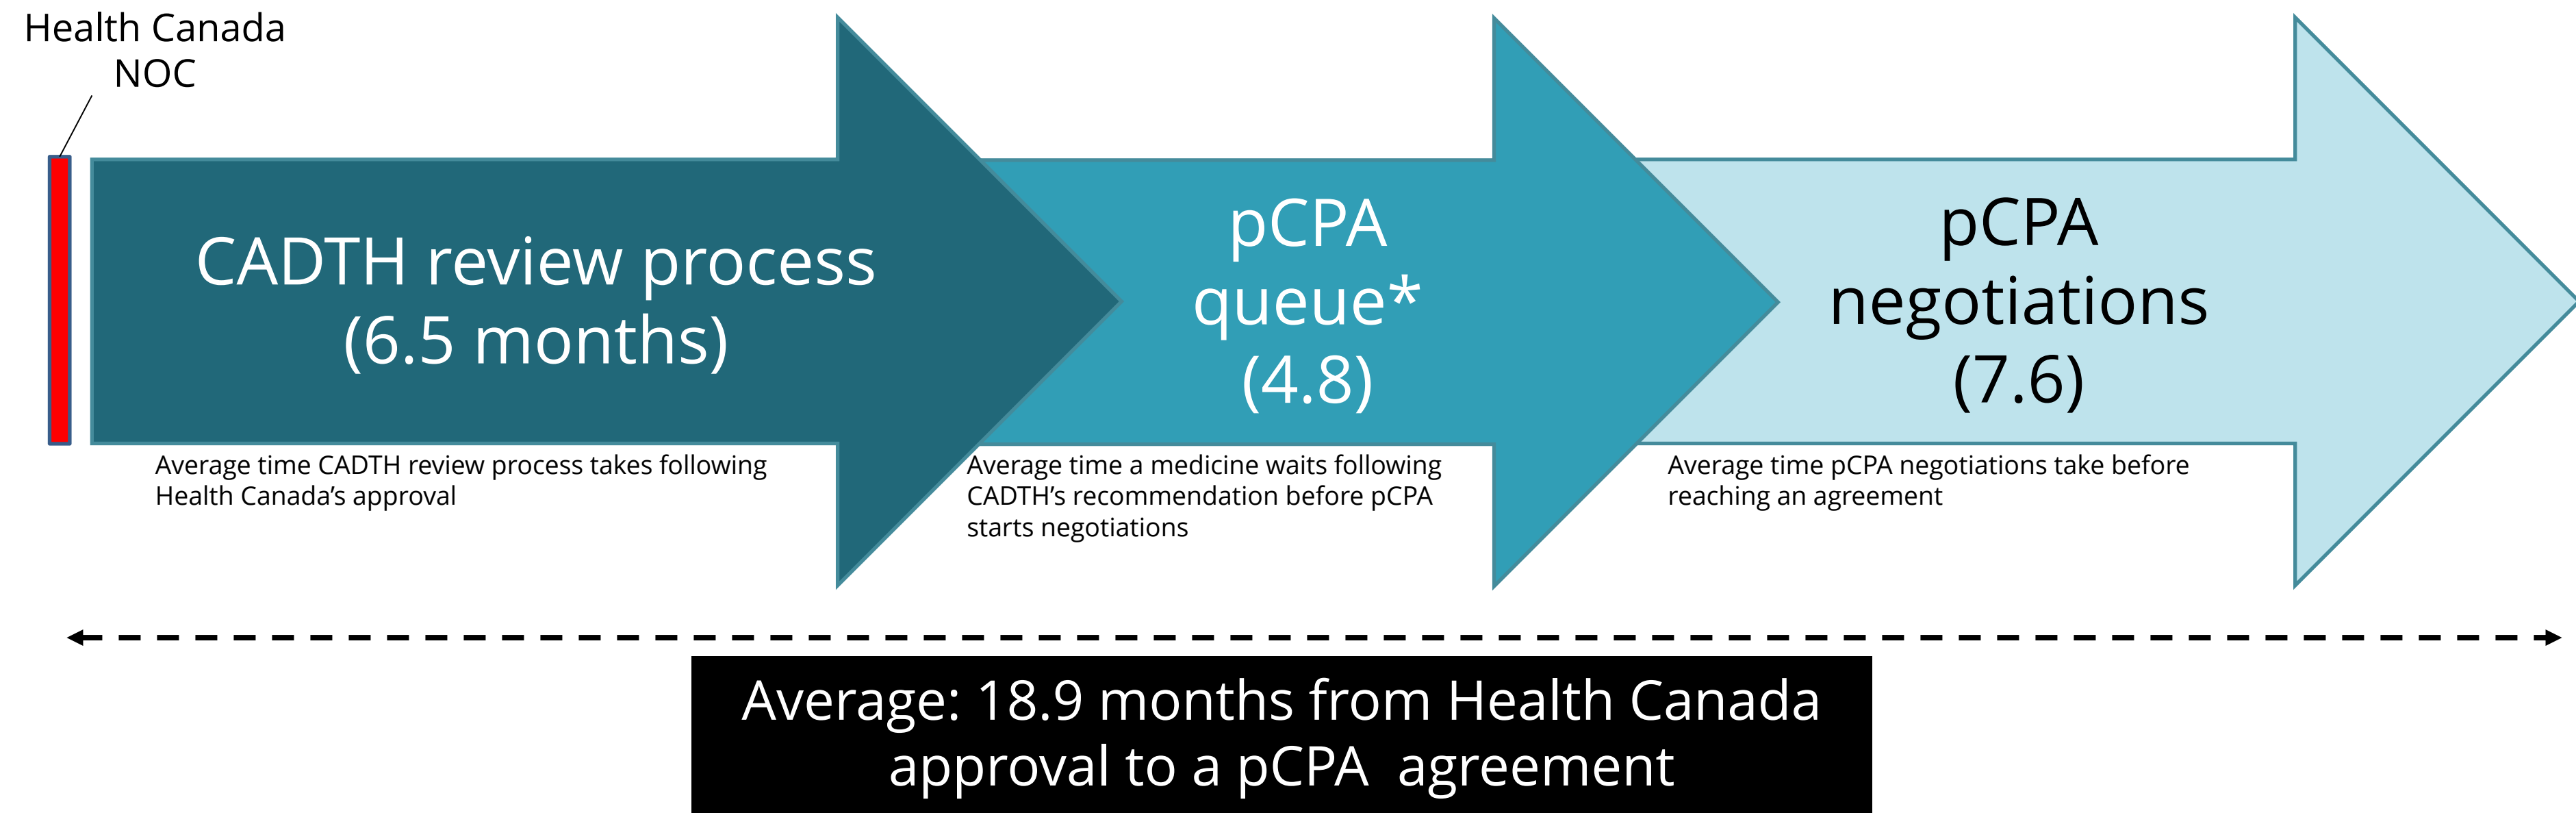 Health Canada
NOC
CADTH review process
(6.5 months)
pCPA
queue*
(4.8)
pCPA
negotiations
(7.6)
Average time CADTH review process takes following
Health Canada’s approval
Average time a medicine waits following
CADTH’s recommendation before pCPA
starts negotiations
Average time pCPA negotiations take before
reaching an agreement
Average: 18.9 months from Health Canada
approval to a pCPA  agreement